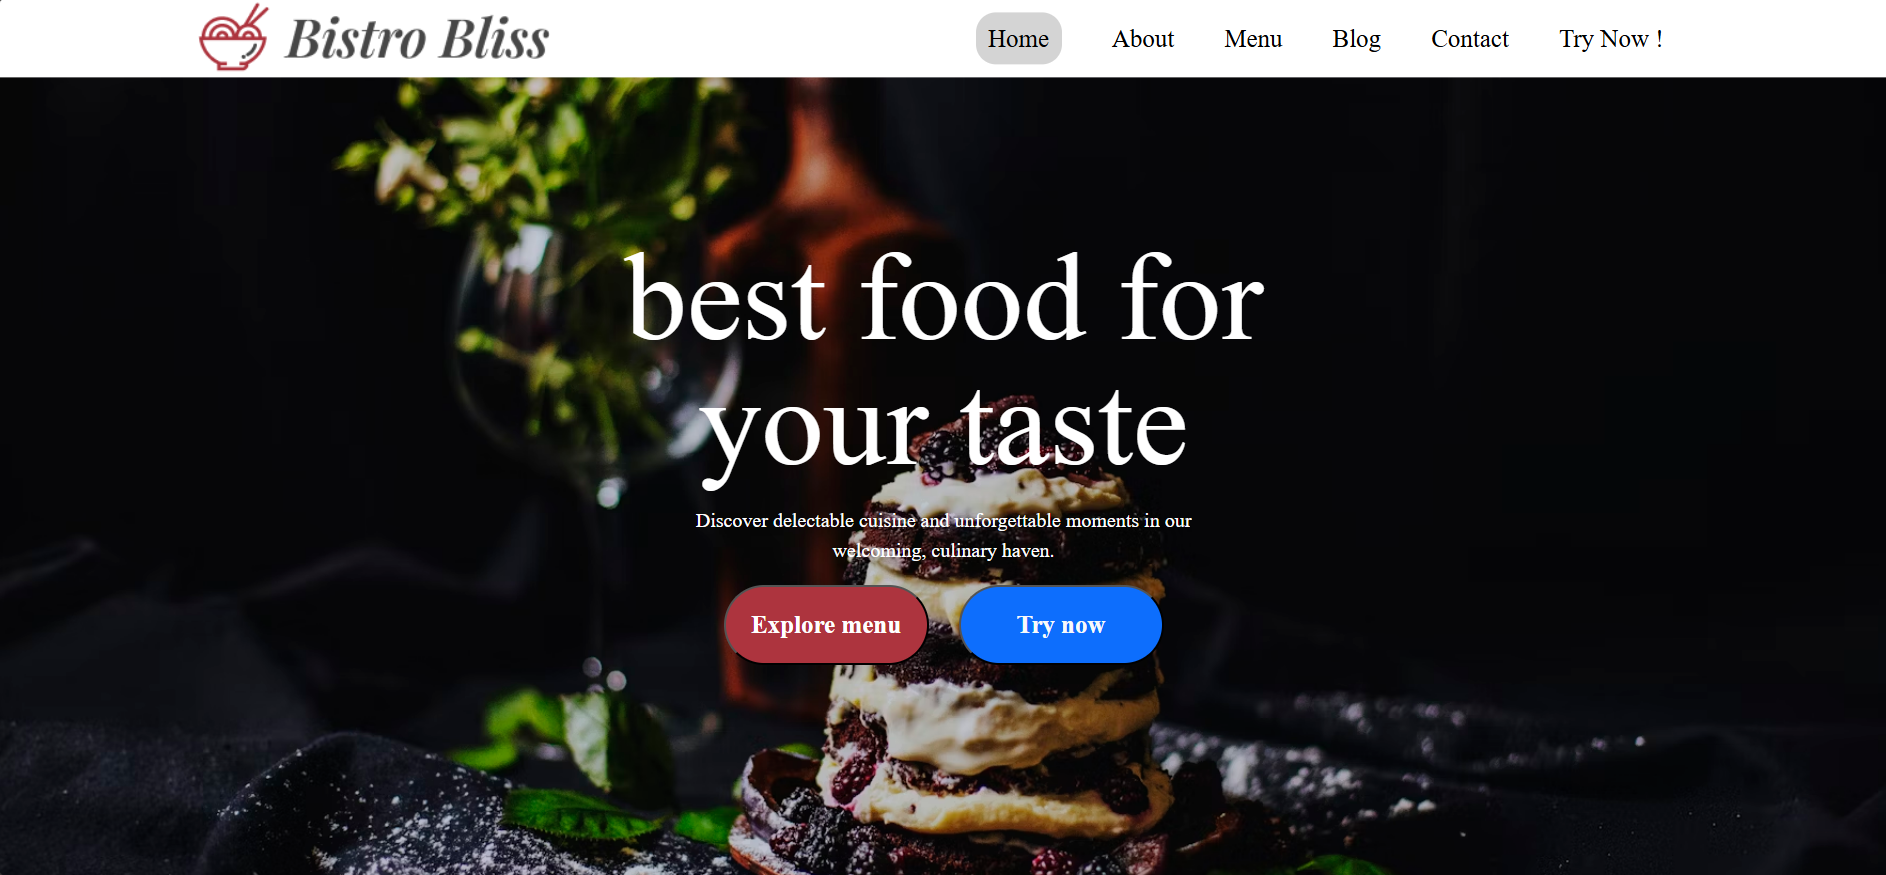 Bistro Bliss
Home About Menu Blog Contact Try Now !
best food for
your taste
Discover delectable cuisine and unforgettable moments in our
welcoming, culinary haven.
Explore menu Try now